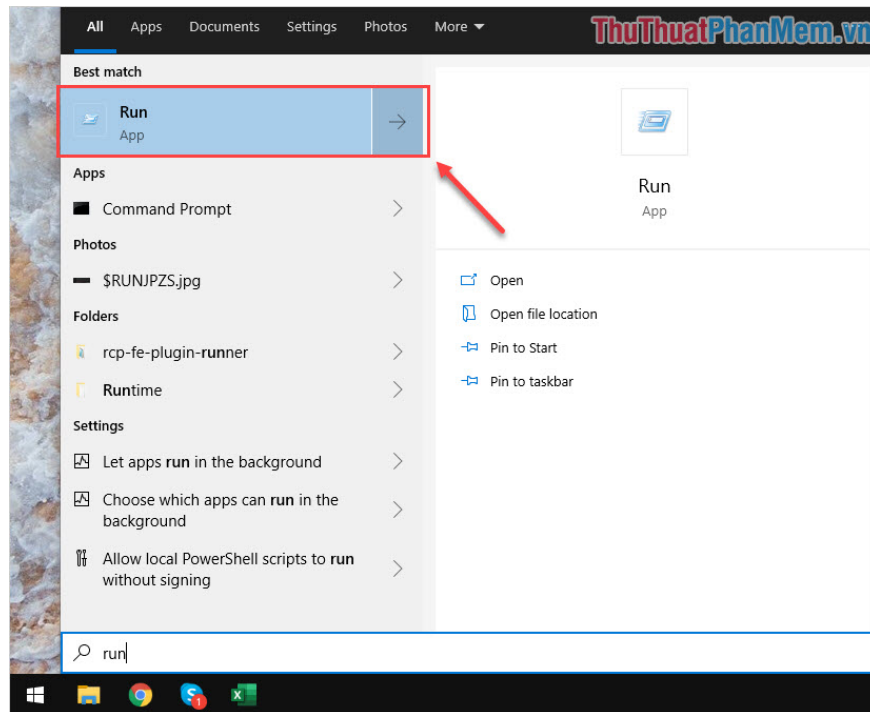 All Apps Documents Settings Photos More
ThuThuatPhanMem.vn
Best match
Run
App
Apps
Command Prompt
Photos
$RUNJPZS.jpg
Folders
rcp-fe-plugin-runner
Runtime
Settings
Let apps run in the background
Choose which apps can run in the
background
Allow local PowerShell scripts to run
without signing
Run
App
Open
Open file location
Pin to Start
Pin to taskbar
run
1